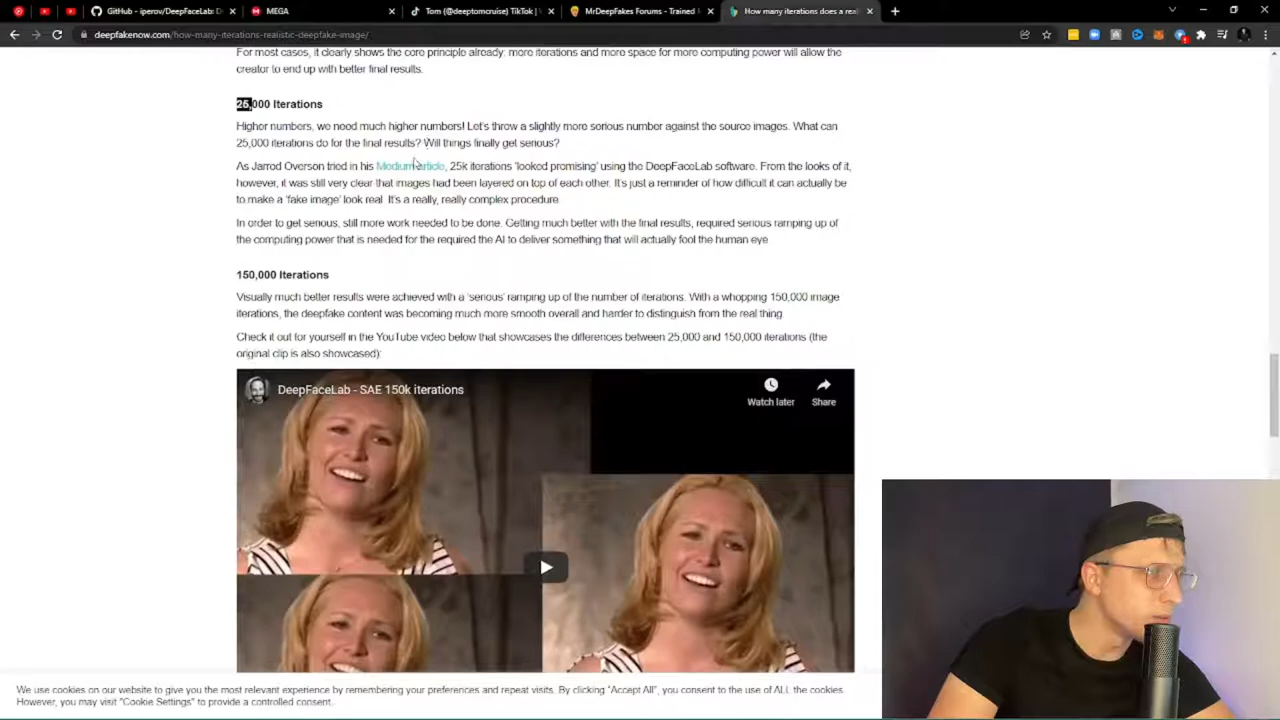 GitHub - iperov/DeepFaceLab: D
MEGA
Tom (@deeptomcruise) TikTok | V
MrDeepFakes Forums - Trained M
How many iterations does a real
deepfakenow.com/how-many-iterations-realistic-deepfake-image/
For most cases, it clearly shows the core principle already: more iterations and more space for more computing power will allow the
creator to end up with better final results.
25,000 Iterations
Higher numbers, we need much higher numbers! Let's throw a slightly more serious number against the source images. What can
25,000 iterations do for the final results? Will things finally get serious?
As Jarrod Overson tried in his Medium article, 25k iterations 'looked promising' using the DeepFaceLab software. From the looks of it,
however, it was still very clear that images had been layered on top of each other. It's just a reminder of how difficult it can actually be
to make a 'fake image' look real. It's a really, really complex procedure.
In order to get serious, still more work needed to be done. Getting much better with the final results, required serious ramping up of
the computing power that is needed for the required the AI to deliver something that will actually fool the human eye
150,000 Iterations
Visually much better results were achieved with a 'serious' ramping up of the number of iterations. With a whopping 150,000 image
iterations, the deepfake content was becoming much more smooth overall and harder to distinguish from the real thing.
Check it out for yourself in the YouTube video below that showcases the differences between 25,000 and 150,000 iterations (the
original clip is also showcased):
DeepFaceLab - SAE 150k iterations
Watch later
Share
We use cookies on our website to give you the most relevant experience by remembering your preferences and repeat visits. By clicking "Accept All", you consent to the use of ALL the cookies.
However, you may visit "Cookie Settings" to provide a controlled consent.